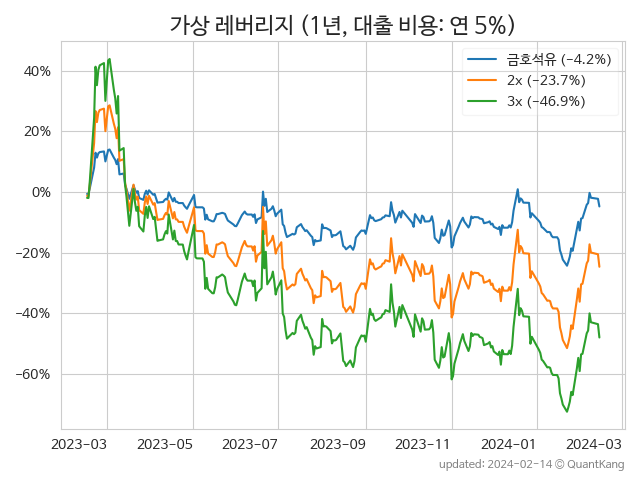 가상 레버리지 (1년, 대출 비용: 연 5%)
금호석유 (−4.2%)
2x (−23.7%)
3x (−46.9%)
40%
20%
0%
−20%
−40%
−60%
2023−03 2023−05 2023−07 2023−09 2023−11 2024−01 2024−03
updated: 2024-02-14 © QuantKang